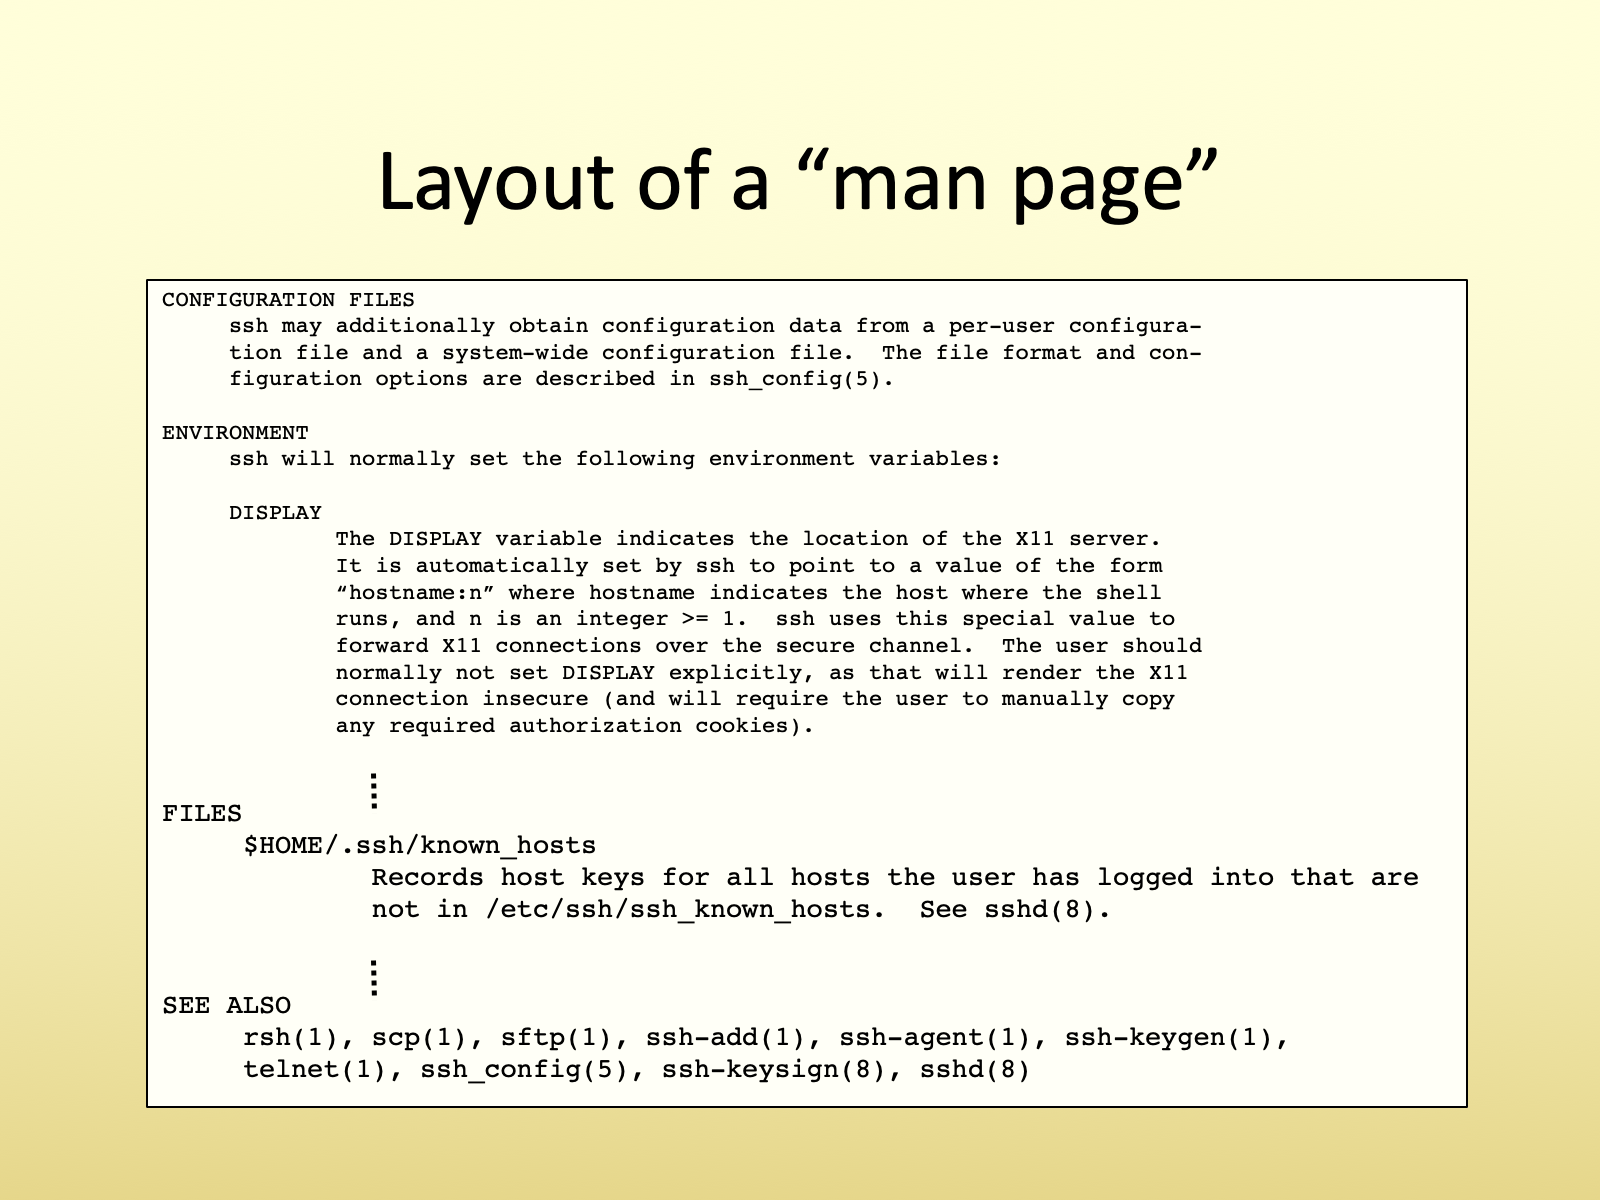 Layout of a “man page”
CONFIGURATION FILES
ssh may additionally obtain configuration data from a per-user configura-
tion file and a system-wide configuration file.  The file format and con-
figuration options are described in ssh_config(5).
ENVIRONMENT
ssh will normally set the following environment variables:
DISPLAY
The DISPLAY variable indicates the location of the X11 server.
It is automatically set by ssh to point to a value of the form
“hostname:n” where hostname indicates the host where the shell
runs, and n is an integer >= 1.  ssh uses this special value to
forward X11 connections over the secure channel.  The user should
normally not set DISPLAY explicitly, as that will render the X11
connection insecure (and will require the user to manually copy
any required authorization cookies).
FILES
$HOME/.ssh/known_hosts
Records host keys for all hosts the user has logged into that are
not in /etc/ssh/ssh_known_hosts.  See sshd(8).
SEE ALSO
rsh(1), scp(1), sftp(1), ssh-add(1), ssh-agent(1), ssh-keygen(1),
telnet(1), ssh_config(5), ssh-keysign(8), sshd(8)